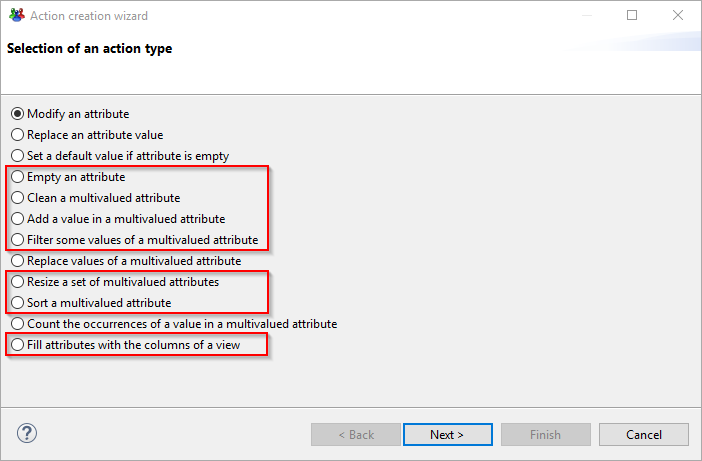 Action creation wizard
Selection of an action type
Modify an attribute
Replace an attribute value
Set a default value if attribute is empty
Empty an attribute
Clean a multivalued attribute
Add a value in a multivalued attribute
Filter some values of a multivalued attribute
Replace values of a multivalued attribute
Resize a set of multivalued attributes
Sort a multivalued attribute
Count the occurrences of a value in a multivalued attribute
Fill attributes with the columns of a view
? < Back Next > Finish Cancel